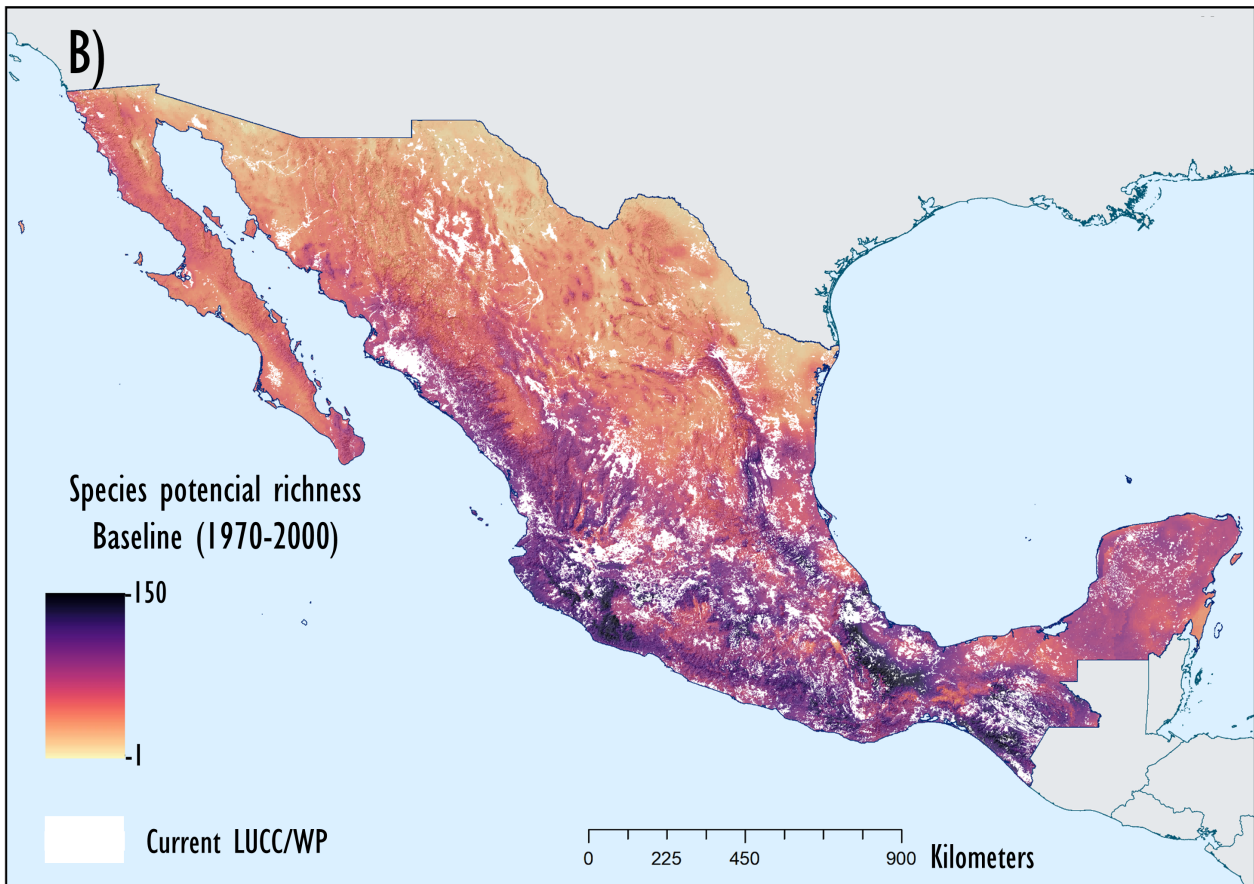 B)
Species potencial richness
Baseline (1970-2000)
150
1
Current LUCC/WP
0 225 450 900 Kilometers